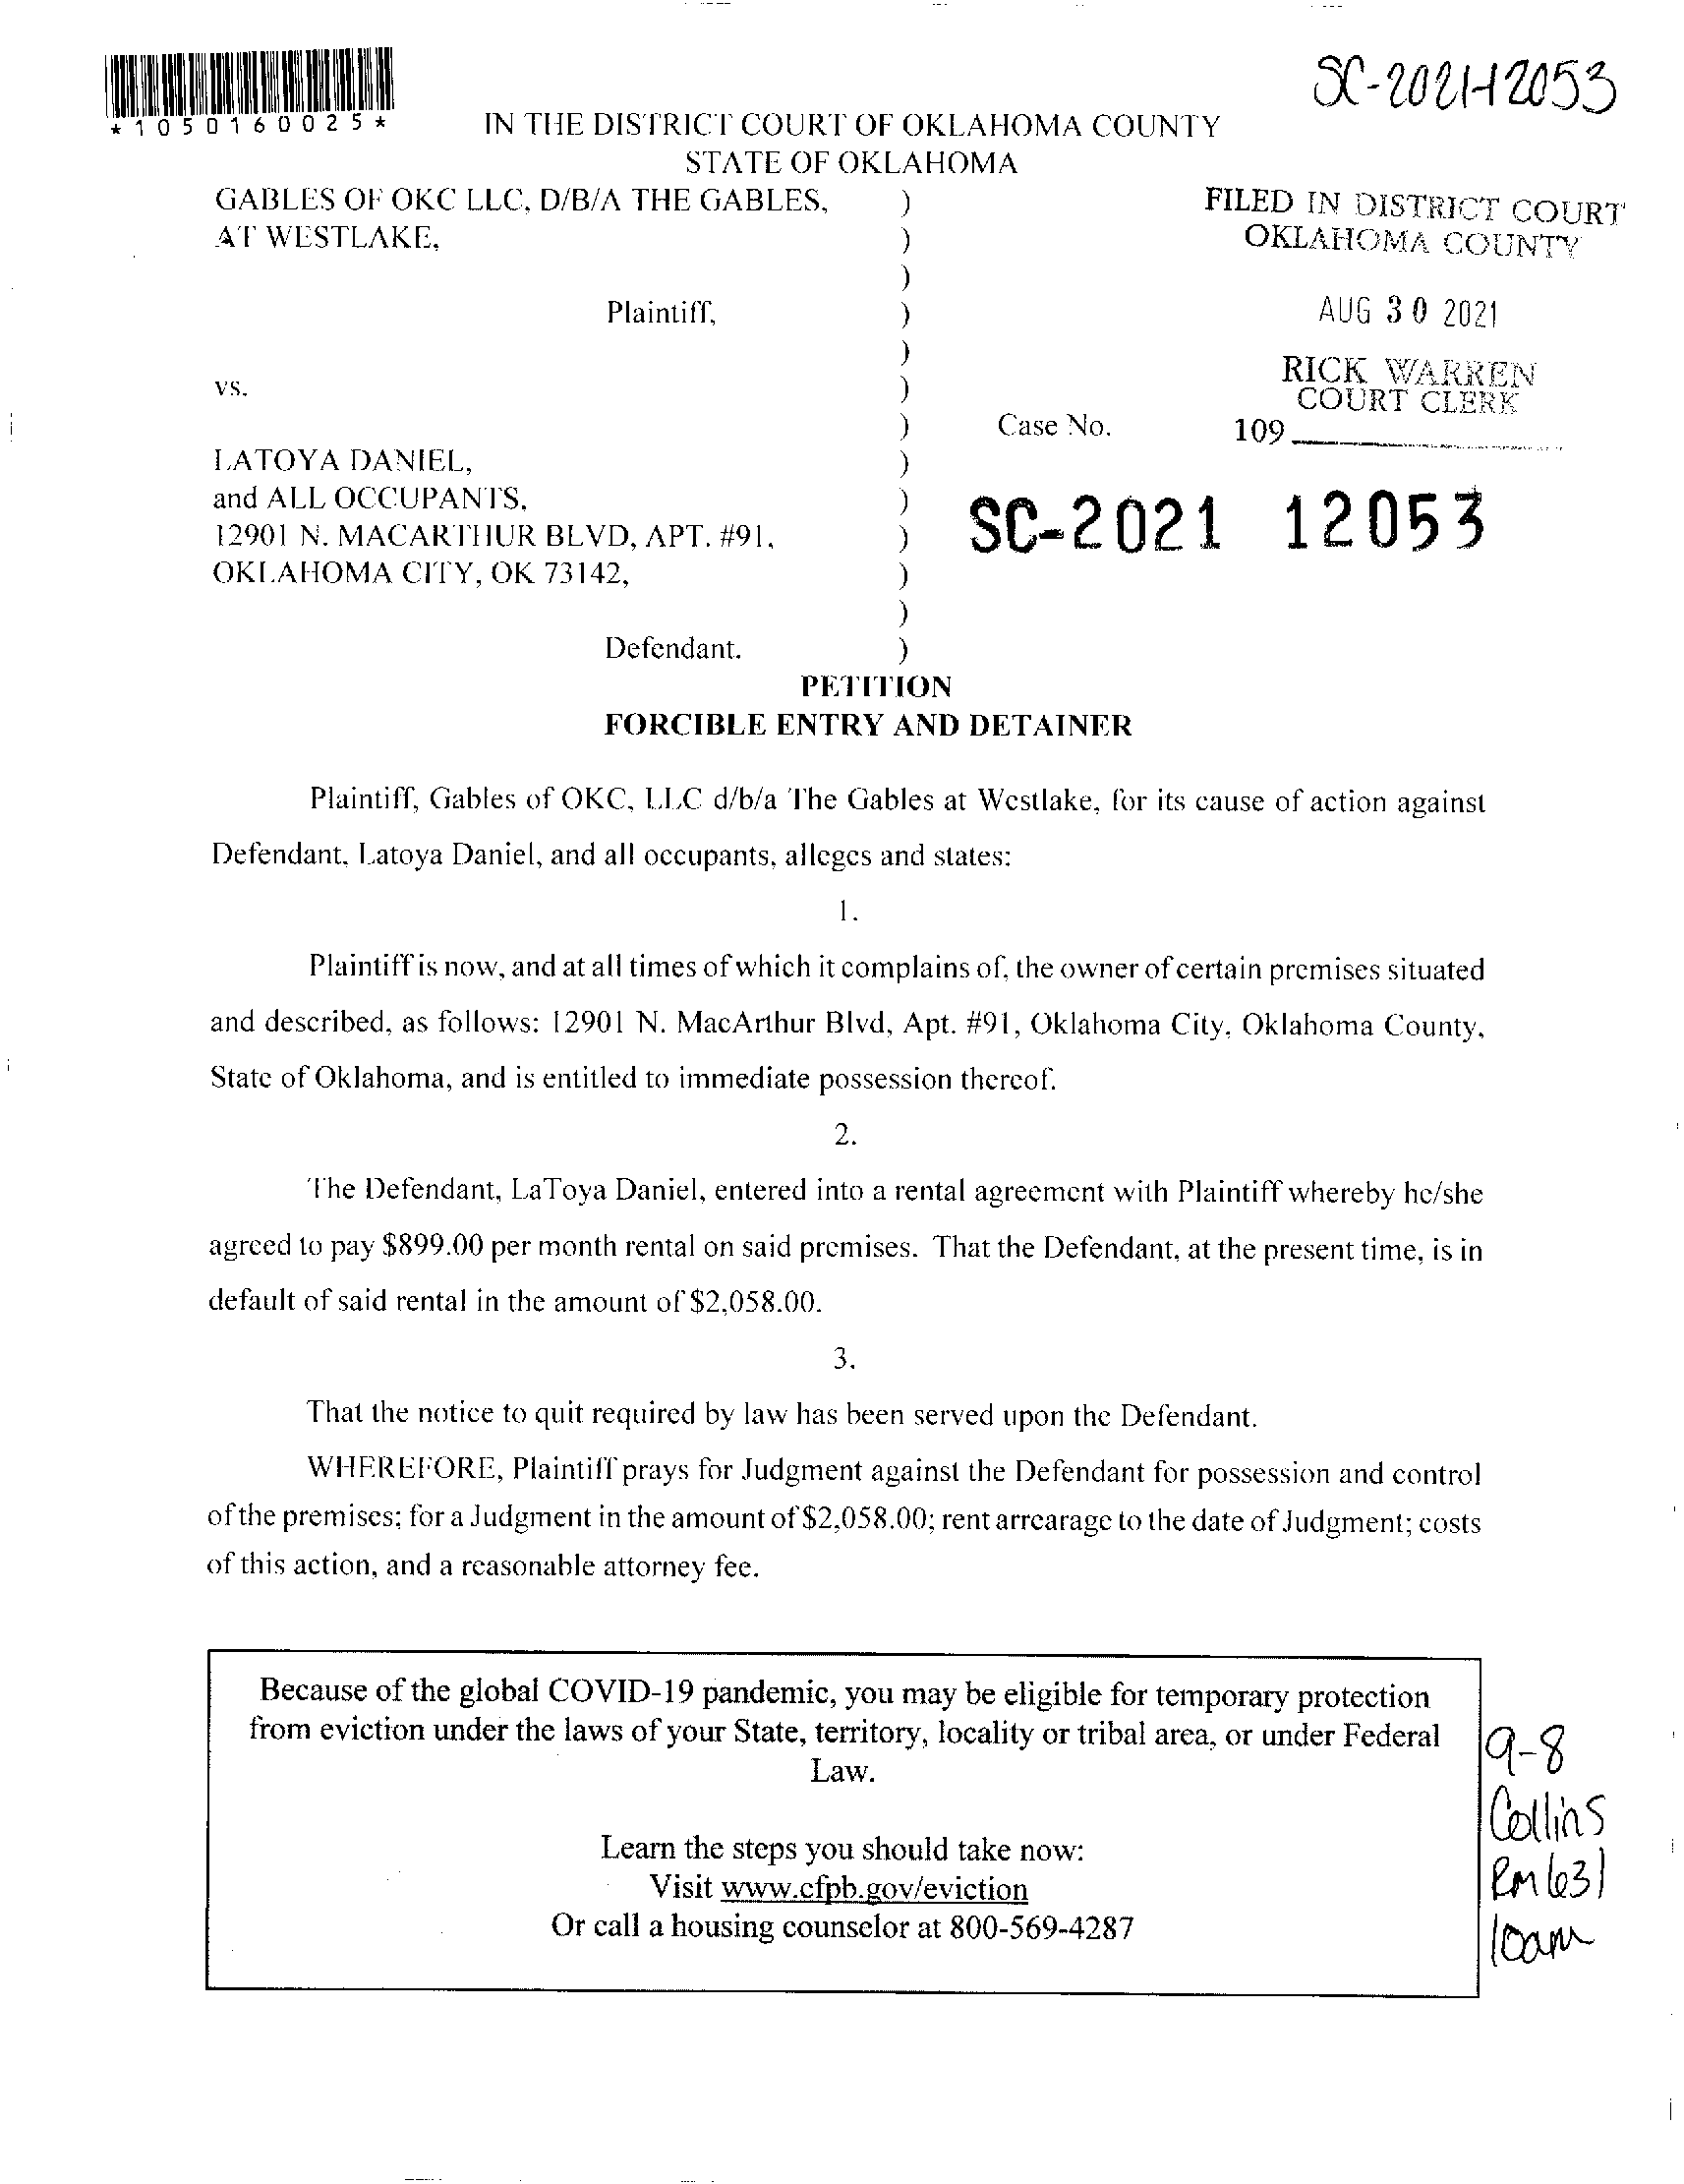 SC-2021-12053
*1050160025*
IN THE DISTRICT COURT OF OKLAHOMA COUNTY
STATE OF OKLAHOMA
GABLES OF OKC LLC, D/B/A THE GABLES, )
AT WESTLAKE, )
)
Plaintiff, )
)
vs. )
)
LATOYA DANIEL, )
and ALL OCCUPANTS, )
12901 N. MACARTHUR BLVD, APT. #91, )
OKLAHOMA CITY, OK 73142, )
)
Defendant. )
FILED IN DISTRICT COURT
OKLAHOMA COUNTY
AUG 30 2021
RICK WARREN
COURT CLERK
Case No. 109
SC-2021 12053
PETITION
FORCIBLE ENTRY AND DETAINER
Plaintiff, Gables of OKC, LLC d/b/a The Gables at Westlake, for its cause of action against
Defendant, Latoya Daniel, and all occupants, alleges and states:
1.
Plaintiff is now, and at all times of which it complains of, the owner of certain premises situated
and described, as follows: 12901 N. MacArthur Blvd, Apt. #91, Oklahoma City, Oklahoma County,
State of Oklahoma, and is entitled to immediate possession thereof.
2.
The Defendant, LaToya Daniel, entered into a rental agreement with Plaintiff whereby he/she
agreed to pay $899.00 per month rental on said premises. That the Defendant, at the present time, is in
default of said rental in the amount of $2,058.00.
3.
That the notice to quit required by law has been served upon the Defendant.
WHEREFORE, Plaintiff prays for Judgment against the Defendant for possession and control
of the premises; for a Judgment in the amount of $2,058.00; rent arrearage to the date of Judgment; costs
of this action, and a reasonable attorney fee.
Because of the global COVID-19 pandemic, you may be eligible for temporary protection
from eviction under the laws of your State, territory, locality or tribal area, or under Federal
Law.
Learn the steps you should take now:
Visit www.cfpb.gov/eviction
Or call a housing counselor at 800-569-4287
9-8
Collins
Rm 631
10am